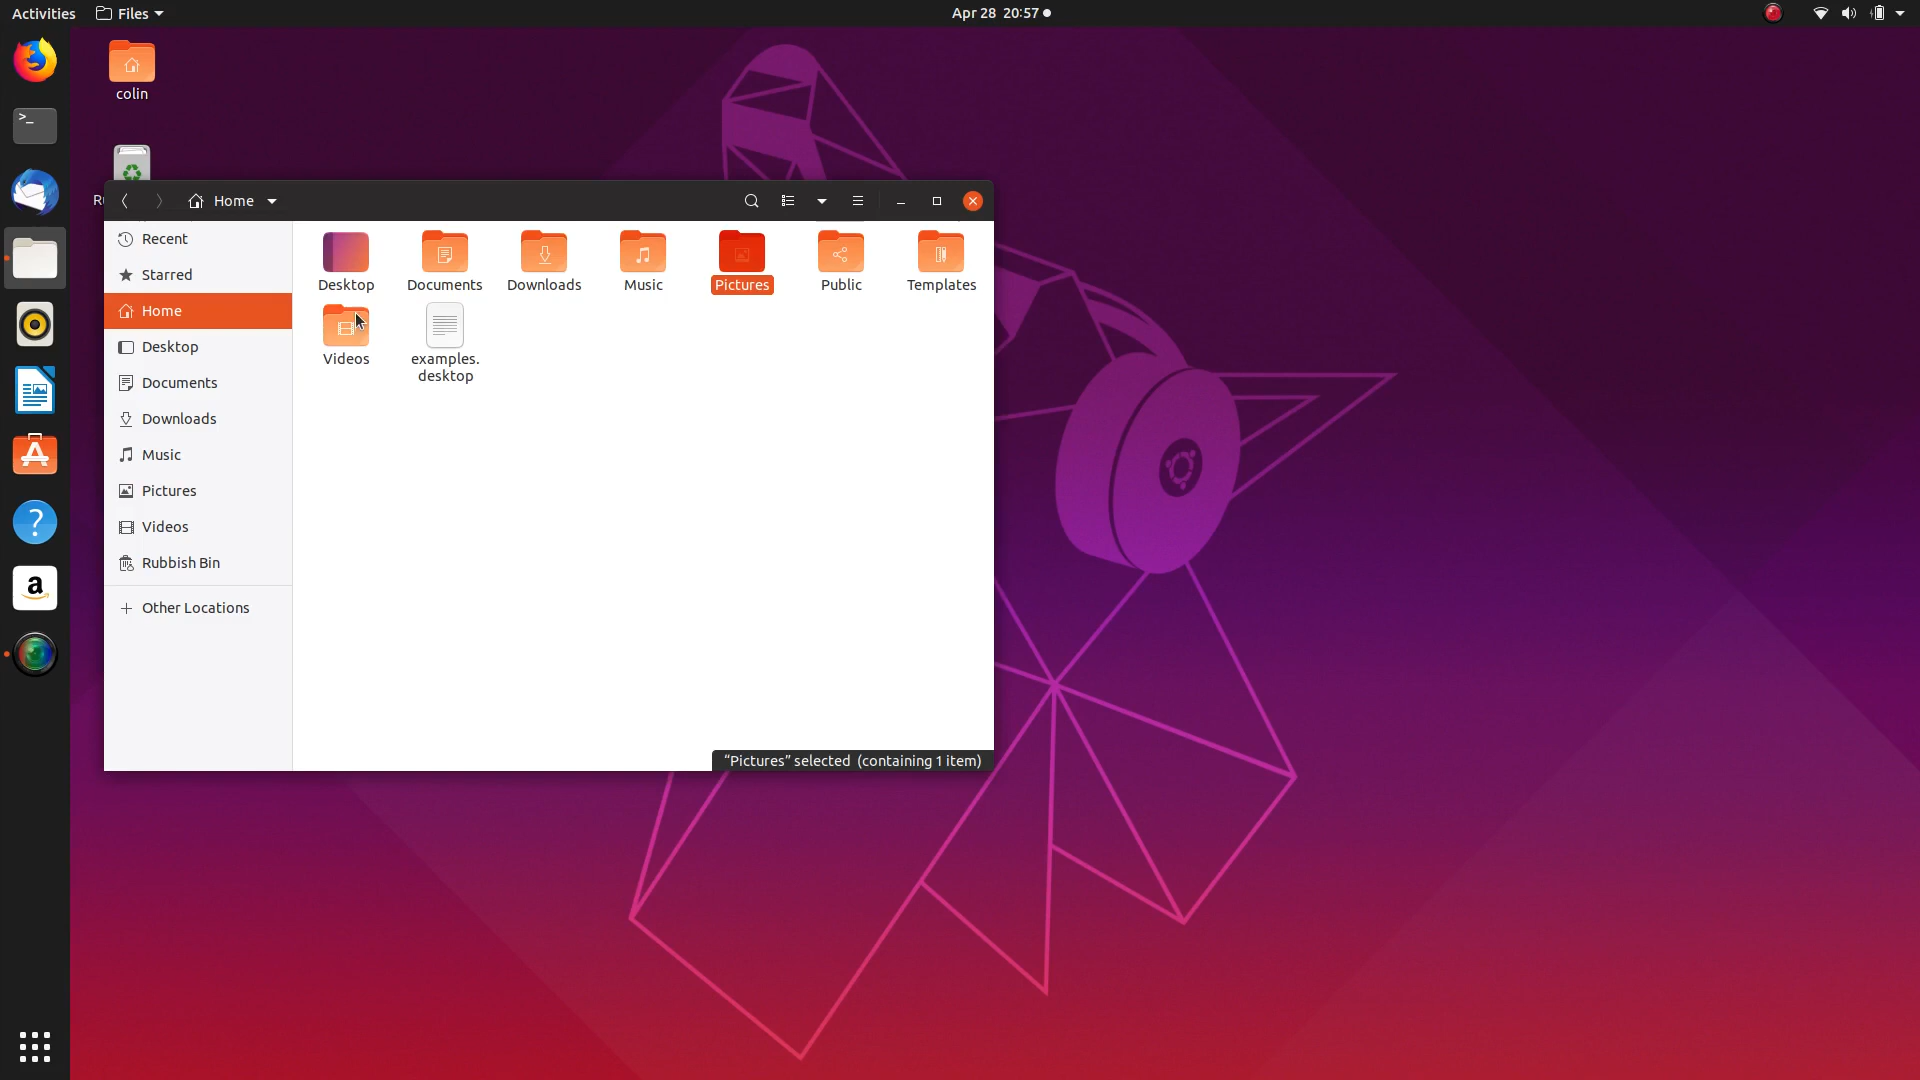 Activities Files Apr 28 20:57
colin
Ru
Home
Recent
Starred
Home
Desktop
Documents
Downloads
Music
Pictures
Videos
Rubbish Bin
Other Locations
Desktop Documents Downloads Music Pictures Public Templates
Videos examples.
desktop
"Pictures" selected (containing 1 item)
>_
?
a